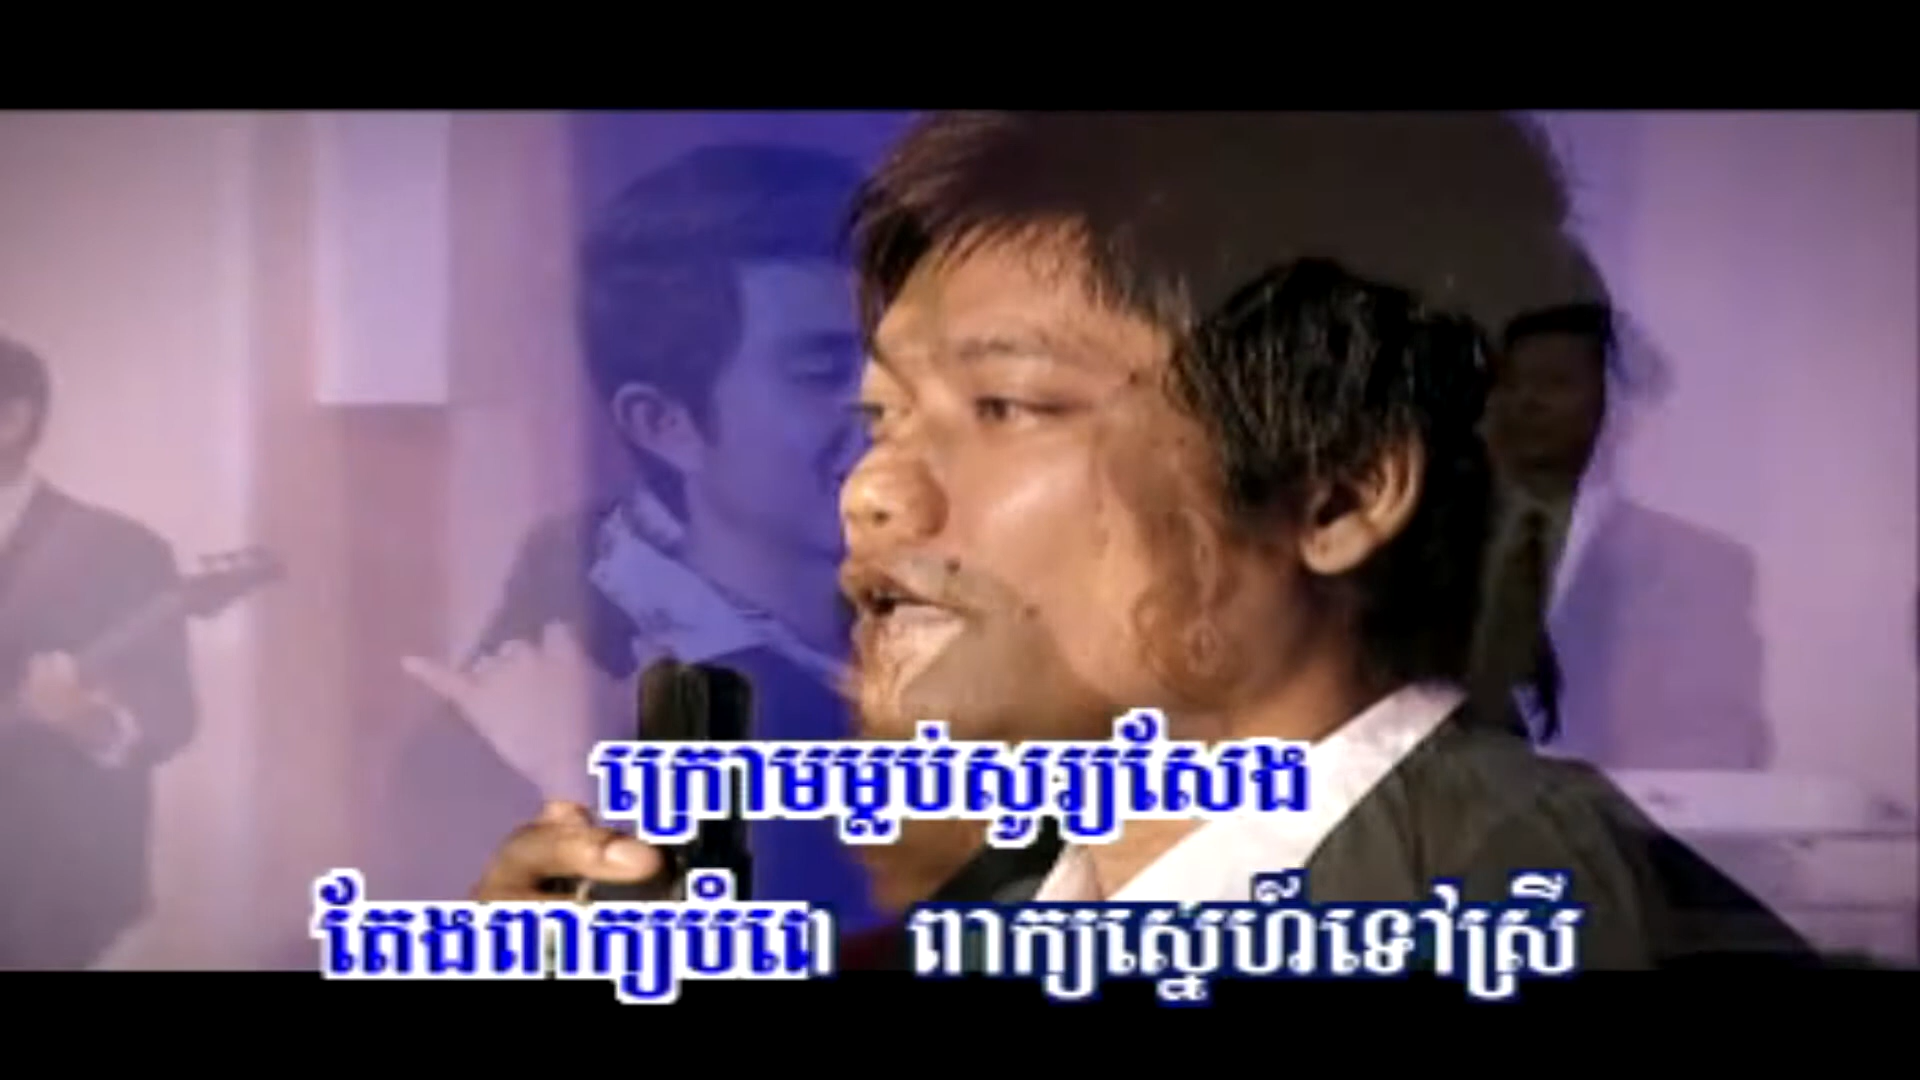 ក្រោមម្លប់សូរ្យសែង
តែងពាក្យបំពេ ពាក្យស្នេហ៍ទៅស្រី